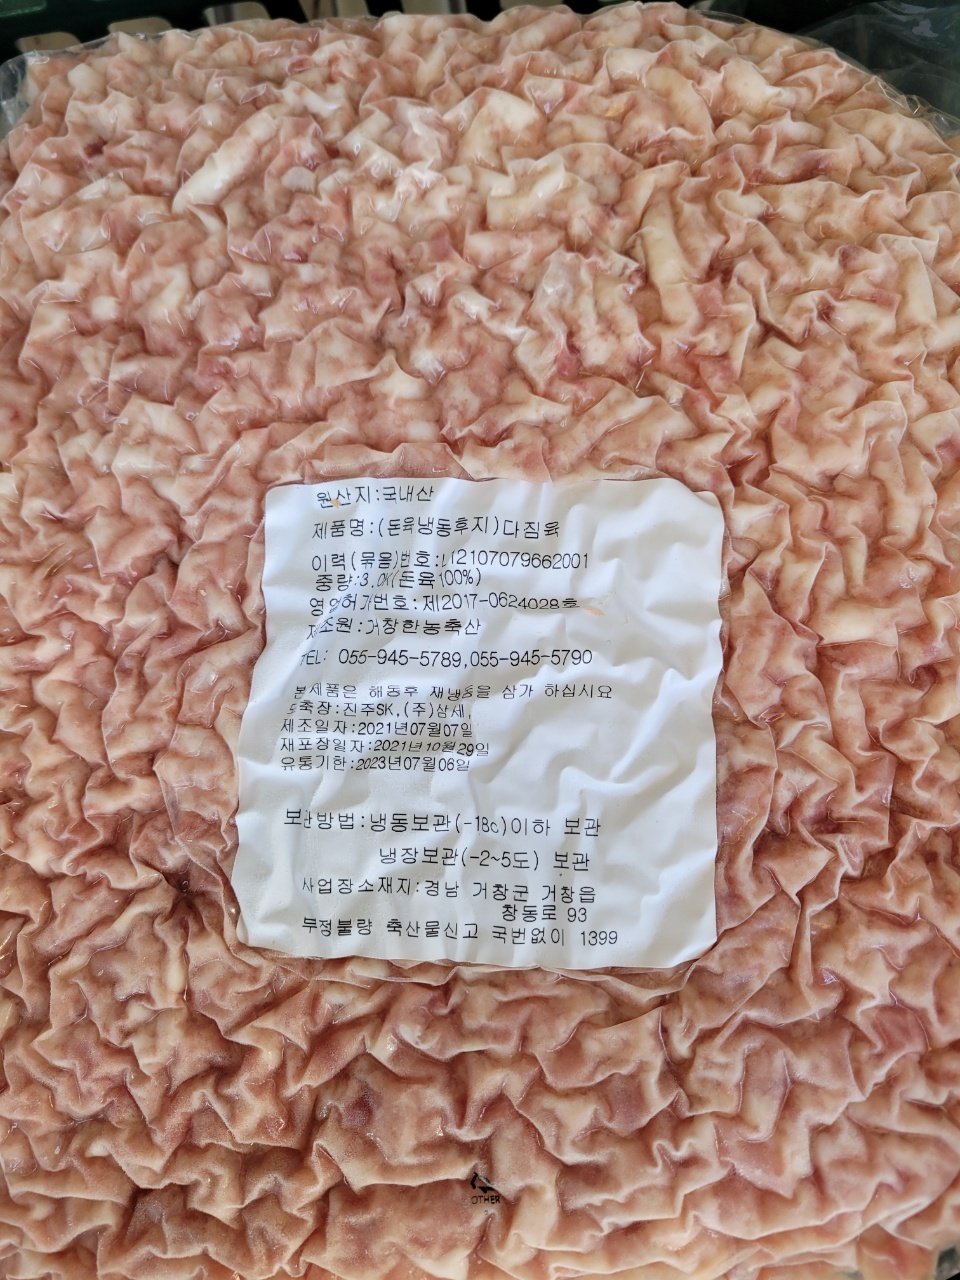 원산지:국내산
제품명:(돈육냉동후지)다짐육
이력(묶음)번호:L12107079662001
중량:3.0K(돈육100%)
영업허가번호:제2017-0624028호
제조원:거창한농축산
TEL: 055-945-5789,055-945-5790
본제품은 해동후 재냉동을 삼가 하십시요
도축장:진주SK,(주)삼세,
제조일자:2021년07월07일
재포장일자:2021년10월29일
유통기한:2023년07월06일
보관방법:냉동보관(-18c)이하 보관
냉장보관(-2~5도) 보관
사업장소재지:경남 거창군 거창읍
창동로 93
부정불량 축산물신고 국번없이 1399
OTHER